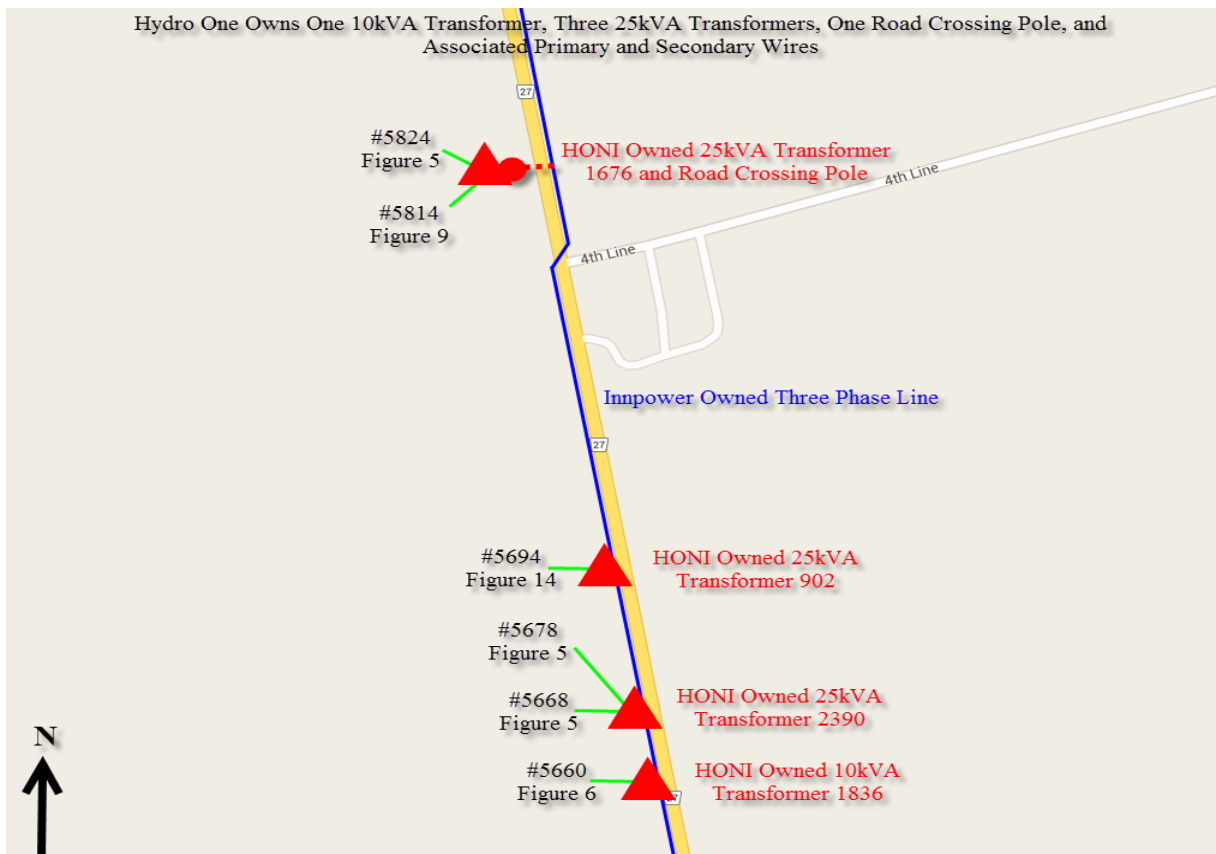 Hydro One Owns One 10kVA Transformer, Three 25kVA Transformers, One Road Crossing Pole, and
Associated Primary and Secondary Wires
27
#5824
Figure 5
HONI Owned 25kVA Transformer
1676 and Road Crossing Pole
4th Line
#5814
Figure 9
4th Line
Innpower Owned Three Phase Line
27
#5694
Figure 14
HONI Owned 25kVA
Transformer 902
#5678
Figure 5
#5668
Figure 5
HONI Owned 25kVA
Transformer 2390
N
#5660
Figure 6
HONI Owned 10kVA
Transformer 1836